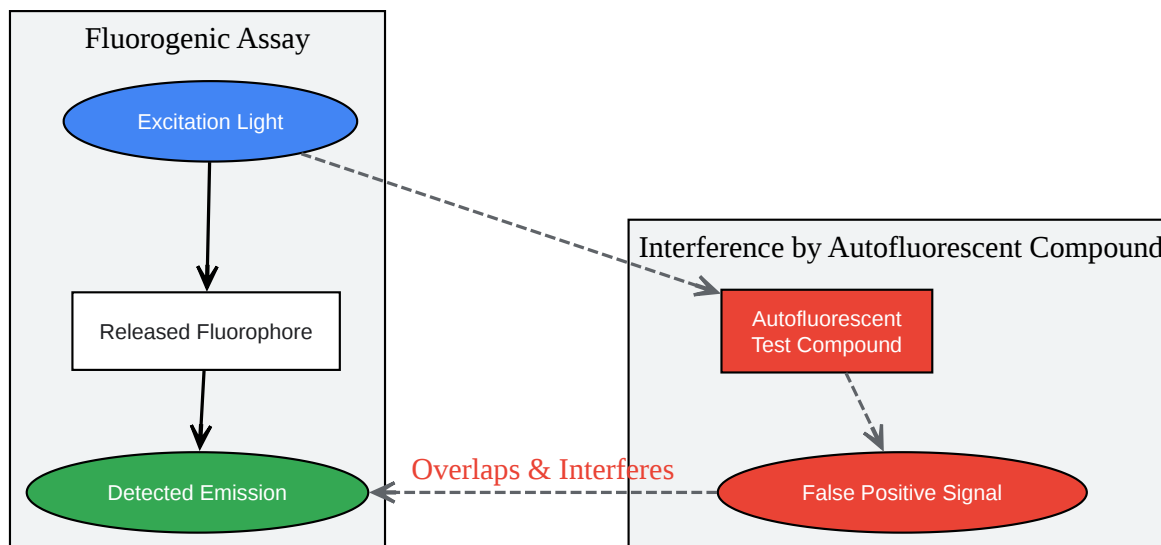 Fluorogenic Assay
Excitation Light
Released Fluorophore
Detected Emission
Overlaps & Interferes
Interference by Autofluorescent Compound
Autofluorescent
Test Compound
False Positive Signal